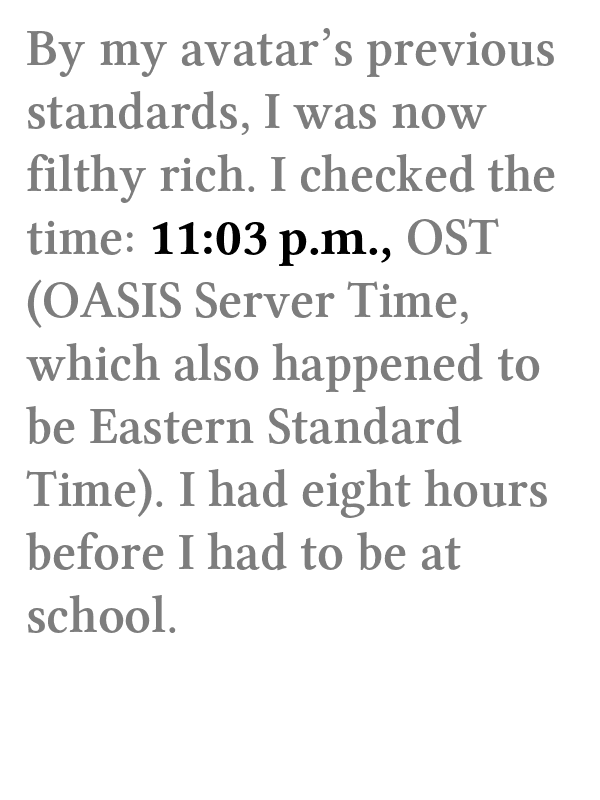 By my avatar’s previous
standards, I was now
filthy rich. I checked the
time: 11:03 p.m., OST
(OASIS Server Time,
which also happened to
be Eastern Standard
Time). I had eight hours
before I had to be at
school.